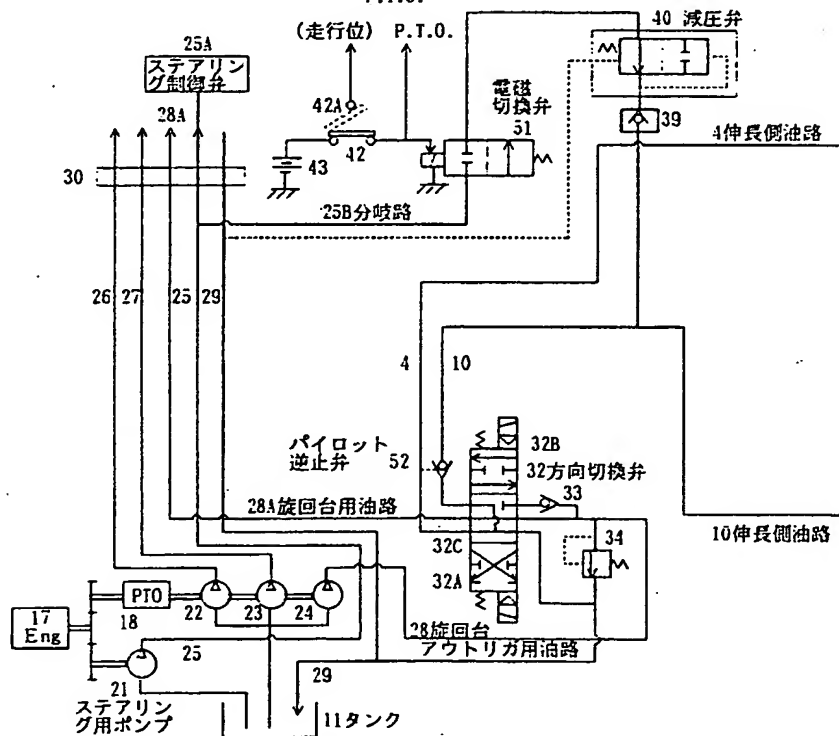 P.T.O.
(走行位) P.T.O.
25A
ステアリン
グ制御弁
28A
42A
42
43
電磁
切換弁
51
40 減圧弁
39
4伸長側油路
30
25B分岐路
26
27
25
29
4
10
パイロット
逆止弁
52
32B
32方向切換弁
33
28A旋回台用油路
32C
32A
34
10伸長側油路
17
Eng
PTO
18
22
23
24
25
28旋回台
アウトリガ用油路
21
ステアリン
グ用ポンプ
29
11タンク